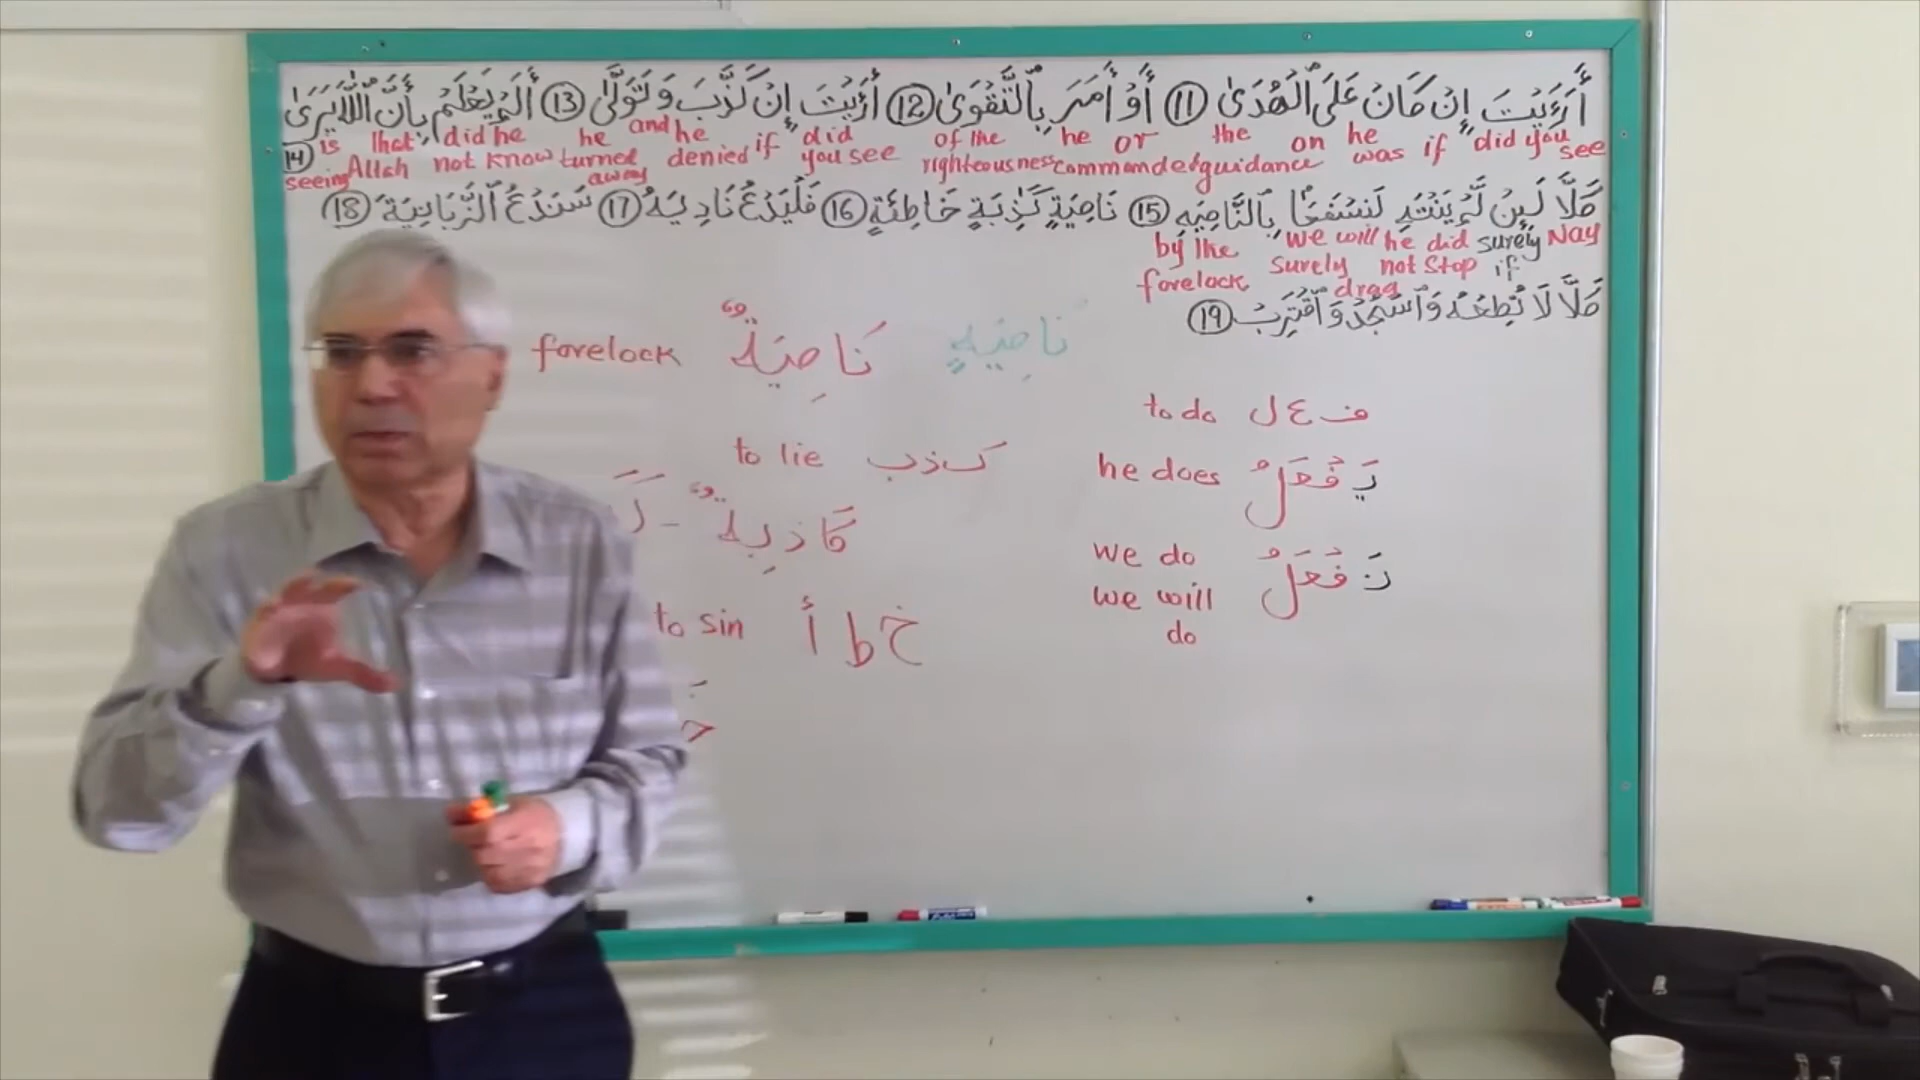 أَرَءَيْتَ إِن كَانَ عَلَى ٱلْهُدَىٰ ⑪ أَوْ أَمَرَ بِٱلتَّقْوَىٰ ⑫ أَرَءَيْتَ إِن كَذَّبَ وَتَوَلَّىٰ ⑬ أَلَمْ يَعْلَم بِأَنَّ ٱللَّهَ يَرَىٰ
is that did he he and he if did of the he or the on he did you
⑭ seeing Allah not know turned away denied you see righteousness commanded guidance was if see
كَلَّا لَئِن لَّمْ يَنتَهِ لَنَسْفَعًۢا بِٱلنَّاصِيَةِ ⑮ نَاصِيَةٍ كَٰذِبَةٍ خَاطِئَةٍ ⑯ فَلْيَدْعُ نَادِيَهُۥ ⑰ سَنَدْعُ ٱلزَّبَانِيَةَ ⑱
by the we will he did surely Nay
forelock surely not stop if
drag
كَلَّا لَا تُطِعْهُ وَٱسْجُدْ وَٱقْتَرِب ⑲
forelock نَاصِيَة نَاصِيَةٍ
to do ف ع ل
to lie ك ذ ب
he does يَفْعَلُ
كَاذِبَة
we do نَفْعَلُ
we will
do
to sin خ ط أ